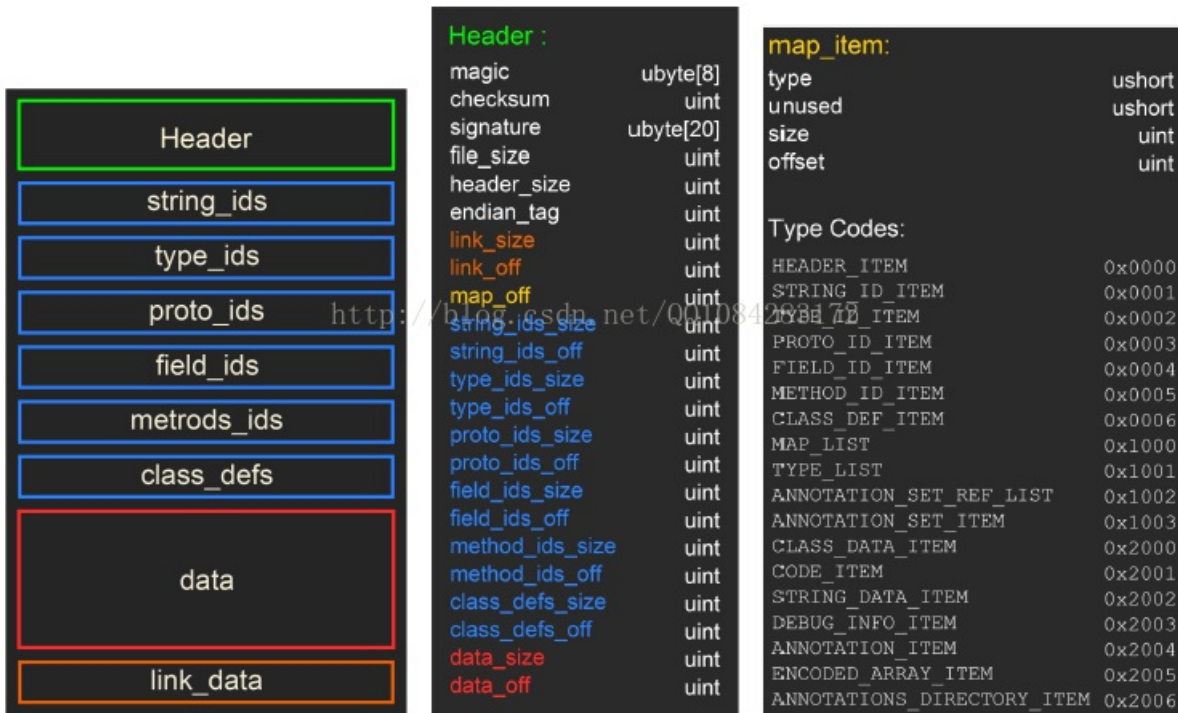 Header
string_ids
type_ids
proto_ids
field_ids
metrods_ids
class_defs
data
link_data
Header :
magic ubyte[8]
checksum uint
signature ubyte[20]
file_size uint
header_size uint
endian_tag uint
link_size uint
link_off uint
map_off uint
string_ids_size uint
string_ids_off uint
type_ids_size uint
type_ids_off uint
proto_ids_size uint
proto_ids_off uint
field_ids_size uint
field_ids_off uint
method_ids_size uint
method_ids_off uint
class_defs_size uint
class_defs_off uint
data_size uint
data_off uint
map_item:
type ushort
unused ushort
size uint
offset uint
Type Codes:
HEADER_ITEM 0x0000
STRING_ID_ITEM 0x0001
TYPE_ID_ITEM 0x0002
PROTO_ID_ITEM 0x0003
FIELD_ID_ITEM 0x0004
METHOD_ID_ITEM 0x0005
CLASS_DEF_ITEM 0x0006
MAP_LIST 0x1000
TYPE_LIST 0x1001
ANNOTATION_SET_REF_LIST 0x1002
ANNOTATION_SET_ITEM 0x1003
CLASS_DATA_ITEM 0x2000
CODE_ITEM 0x2001
STRING_DATA_ITEM 0x2002
DEBUG_INFO_ITEM 0x2003
ANNOTATION_ITEM 0x2004
ENCODED_ARRAY_ITEM 0x2005
ANNOTATIONS_DIRECTORY_ITEM 0x2006